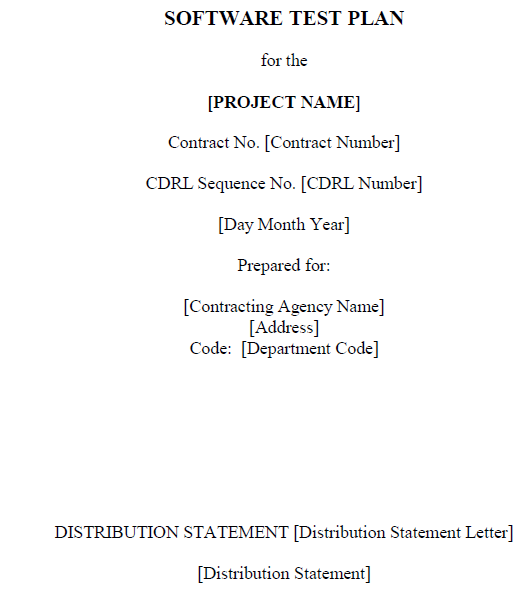 SOFTWARE TEST PLAN
for the
[PROJECT NAME]
Contract No. [Contract Number]
CDRL Sequence No. [CDRL Number]
[Day Month Year]
Prepared for:
[Contracting Agency Name]
[Address]
Code:  [Department Code]
DISTRIBUTION STATEMENT [Distribution Statement Letter]
[Distribution Statement]